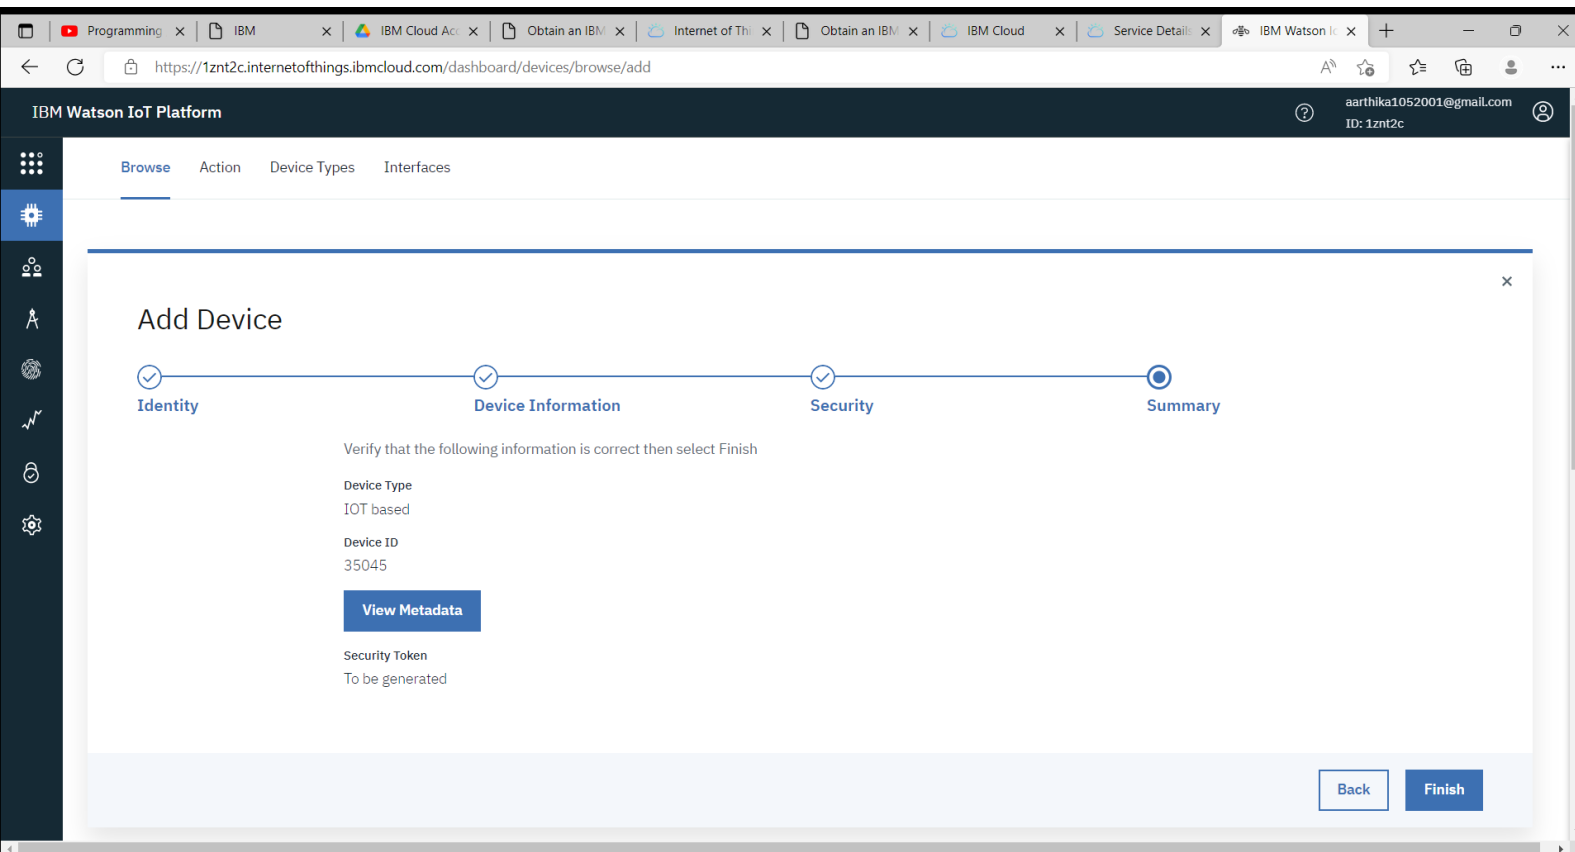 Programming
IBM
IBM Cloud Acc
Obtain an IBM
Internet of Thi
Obtain an IBM
IBM Cloud
Service Details
IBM Watson Io
https://1znt2c.internetofthings.ibmcloud.com/dashboard/devices/browse/add
IBM Watson IoT Platform
aarthika1052001@gmail.com
ID: 1znt2c
Browse Action Device Types Interfaces
Add Device
Identity Device Information Security Summary
Verify that the following information is correct then select Finish
Device Type
IOT based
Device ID
35045
View Metadata
Security Token
To be generated
Back Finish